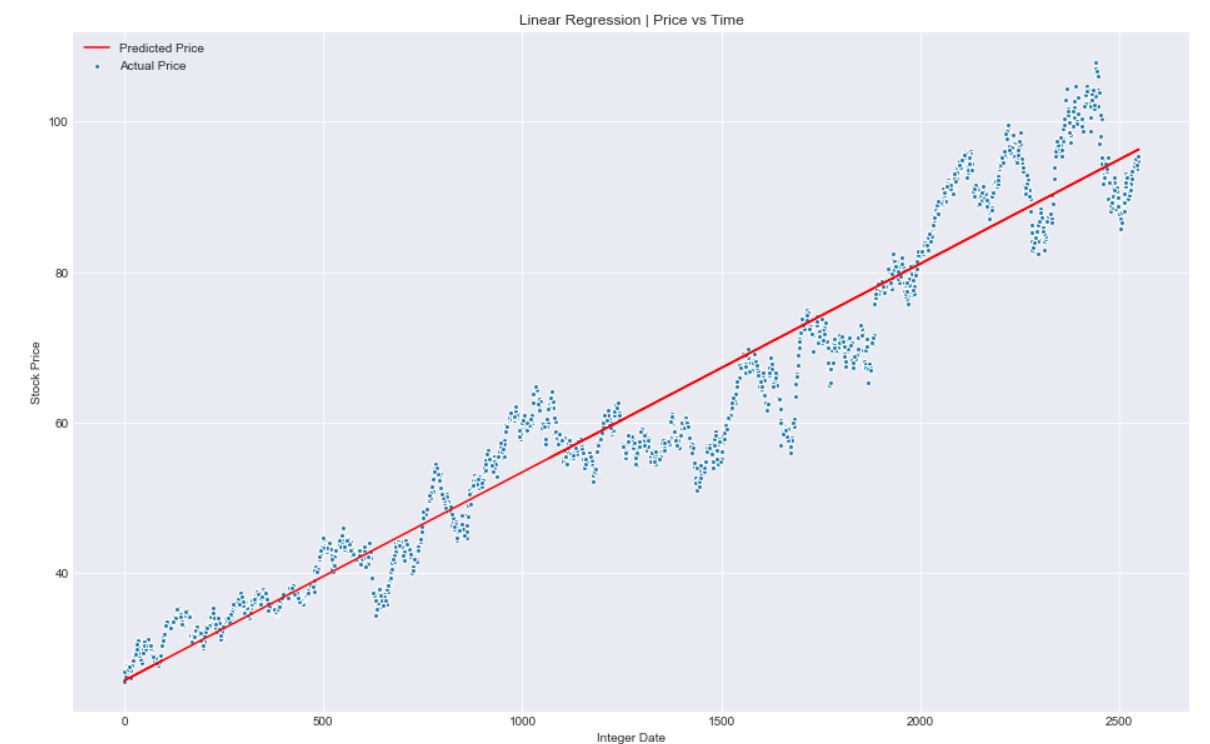 Linear Regression | Price vs Time
Predicted Price
Actual Price
100
80
60
40
Stock Price
0 500 1000 1500 2000 2500
Integer Date